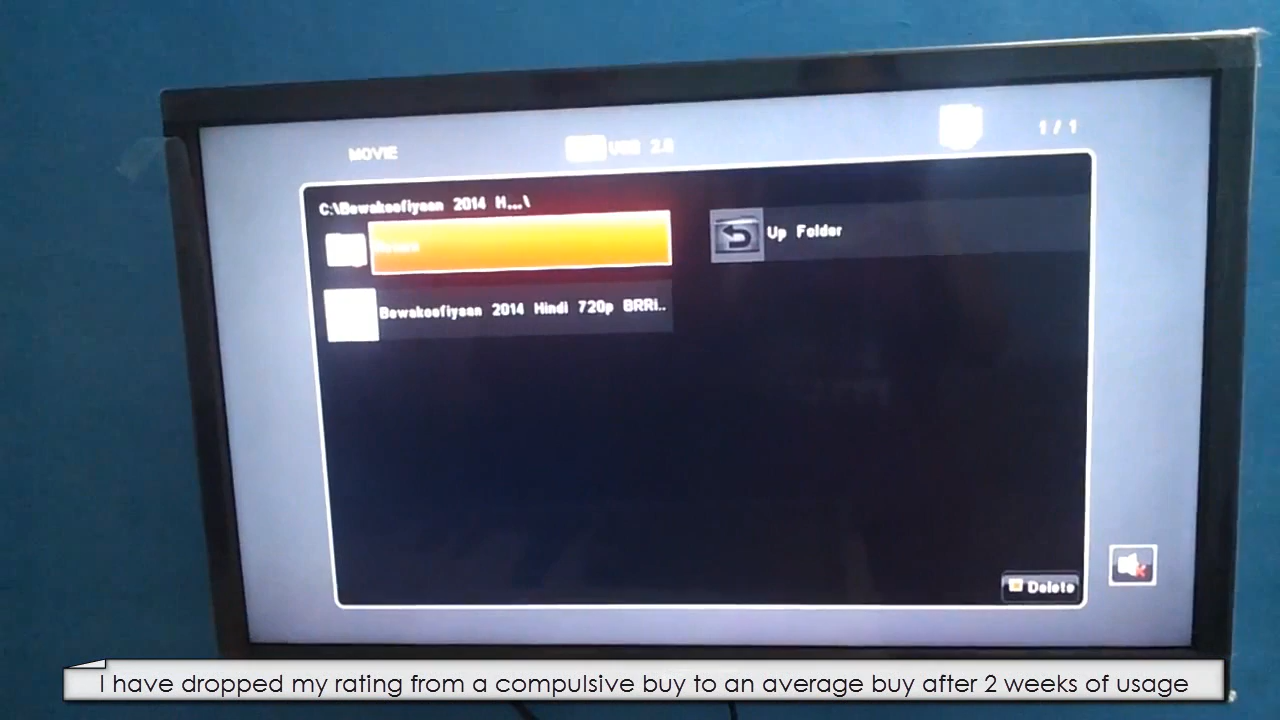 MOVIE
USB 2.0
1 / 1
C:\Bewakoofiyaan 2014 H...\
Up Folder
Bewakoofiyaan 2014 Hindi 720p BRRi..
Delete
I have dropped my rating from a compulsive buy to an average buy after 2 weeks of usage